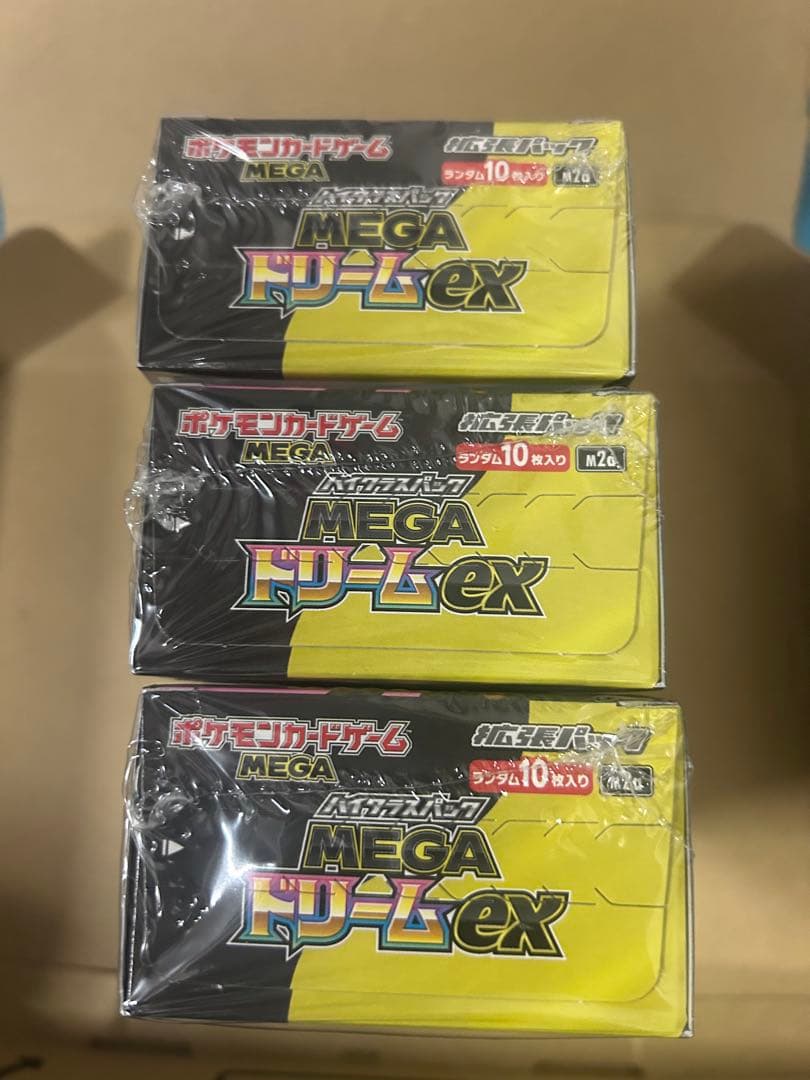 ポケモンカードゲーム
MEGA
拡張パック
ランダム10枚入り M2a
ハイクラスパック
MEGA
ドリームex
ポケモンカードゲーム
MEGA
拡張パック
ランダム10枚入り M2a
ハイクラスパック
MEGA
ドリームex
ポケモンカードゲーム
MEGA
拡張パック
ランダム10枚入り M2a
ハイクラスパック
MEGA
ドリームex